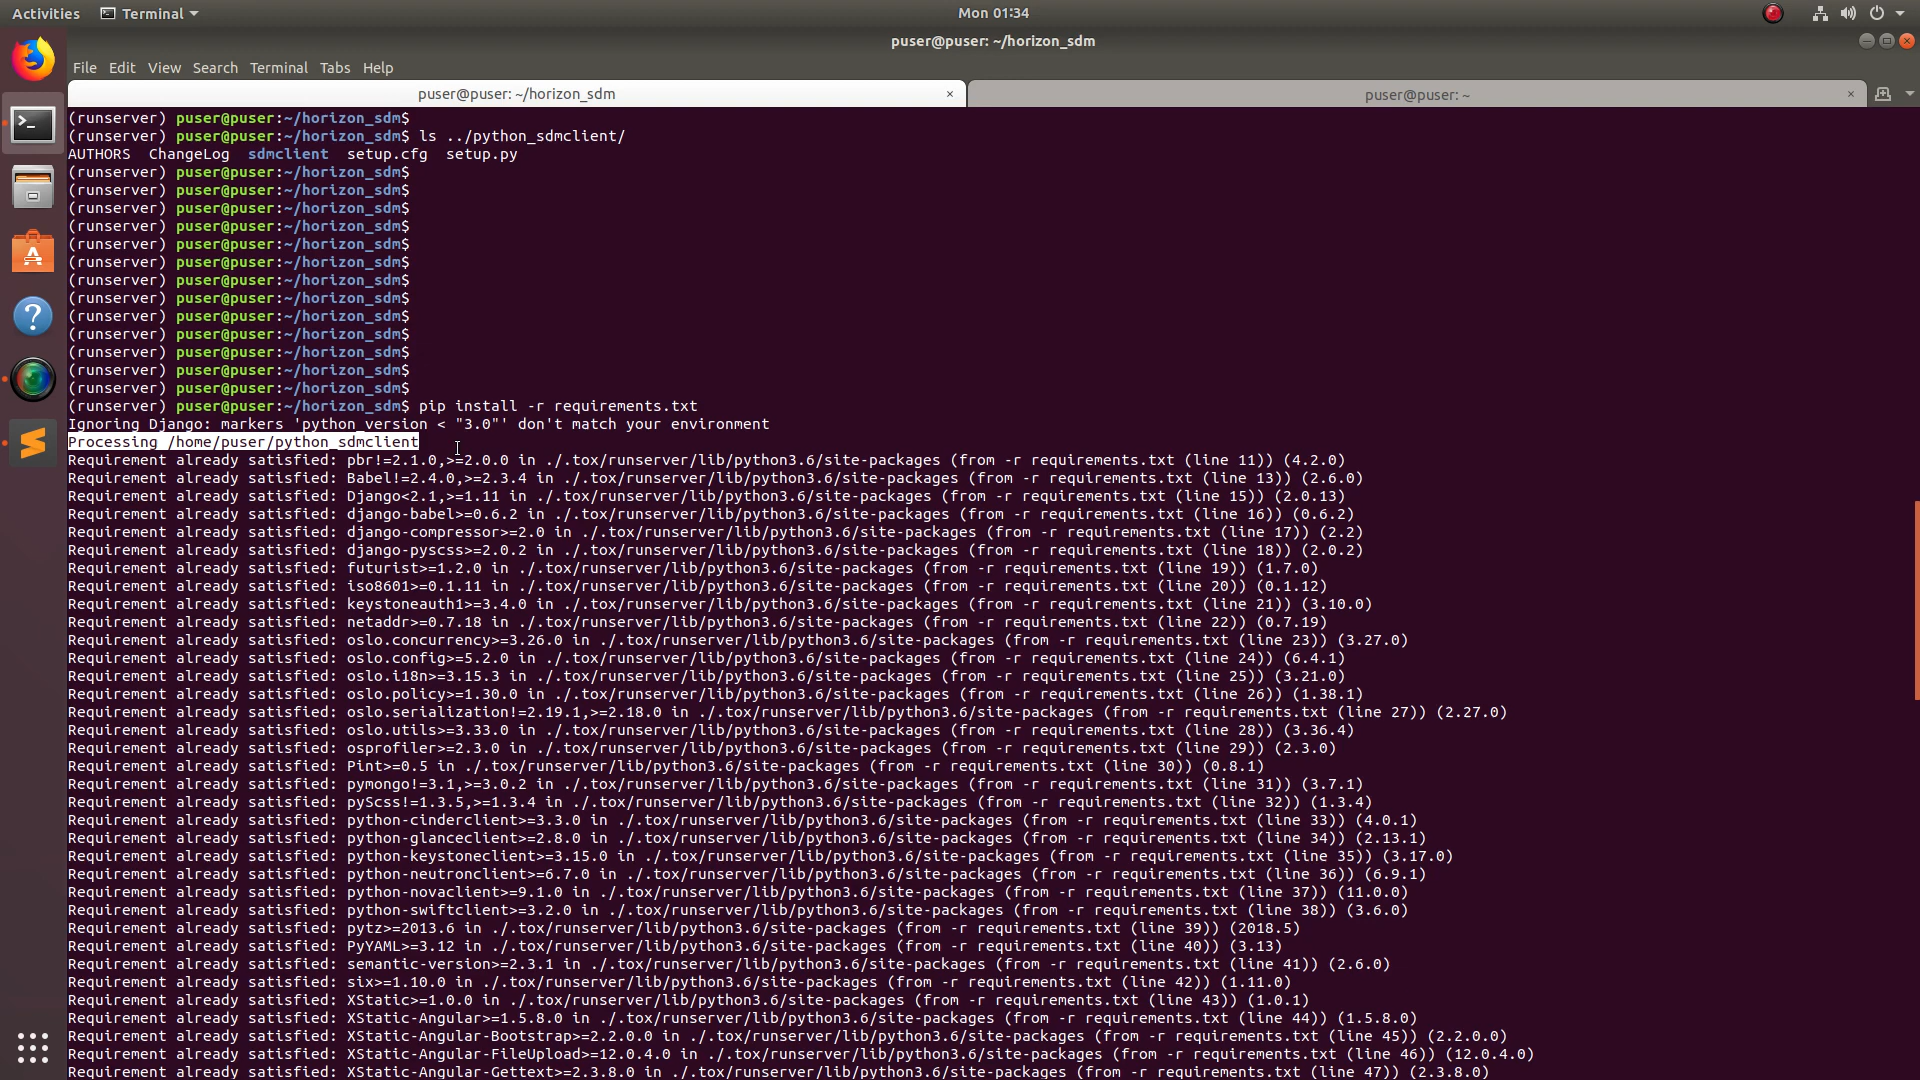 Activities Terminal Mon 01:34
puser@puser: ~/horizon_sdm
File Edit View Search Terminal Tabs Help
puser@puser: ~/horizon_sdm × puser@puser: ~ ×
(runserver) puser@puser:~/horizon_sdm$
(runserver) puser@puser:~/horizon_sdm$ ls ../python_sdmclient/
AUTHORS ChangeLog sdmclient setup.cfg setup.py
(runserver) puser@puser:~/horizon_sdm$
(runserver) puser@puser:~/horizon_sdm$
(runserver) puser@puser:~/horizon_sdm$
(runserver) puser@puser:~/horizon_sdm$
(runserver) puser@puser:~/horizon_sdm$
(runserver) puser@puser:~/horizon_sdm$
(runserver) puser@puser:~/horizon_sdm$
(runserver) puser@puser:~/horizon_sdm$
(runserver) puser@puser:~/horizon_sdm$
(runserver) puser@puser:~/horizon_sdm$
(runserver) puser@puser:~/horizon_sdm$
(runserver) puser@puser:~/horizon_sdm$
(runserver) puser@puser:~/horizon_sdm$
(runserver) puser@puser:~/horizon_sdm$ pip install -r requirements.txt
Ignoring Django: markers 'python_version < "3.0"' don't match your environment
Processing /home/puser/python_sdmclient
Requirement already satisfied: pbr!=2.1.0,>=2.0.0 in ./.tox/runserver/lib/python3.6/site-packages (from -r requirements.txt (line 11)) (4.2.0)
Requirement already satisfied: Babel!=2.4.0,>=2.3.4 in ./.tox/runserver/lib/python3.6/site-packages (from -r requirements.txt (line 13)) (2.6.0)
Requirement already satisfied: Django<2.1,>=1.11 in ./.tox/runserver/lib/python3.6/site-packages (from -r requirements.txt (line 15)) (2.0.13)
Requirement already satisfied: django-babel>=0.6.2 in ./.tox/runserver/lib/python3.6/site-packages (from -r requirements.txt (line 16)) (0.6.2)
Requirement already satisfied: django-compressor>=2.0 in ./.tox/runserver/lib/python3.6/site-packages (from -r requirements.txt (line 17)) (2.2)
Requirement already satisfied: django-pyscss>=2.0.2 in ./.tox/runserver/lib/python3.6/site-packages (from -r requirements.txt (line 18)) (2.0.2)
Requirement already satisfied: futurist>=1.2.0 in ./.tox/runserver/lib/python3.6/site-packages (from -r requirements.txt (line 19)) (1.7.0)
Requirement already satisfied: iso8601>=0.1.11 in ./.tox/runserver/lib/python3.6/site-packages (from -r requirements.txt (line 20)) (0.1.12)
Requirement already satisfied: keystoneauth1>=3.4.0 in ./.tox/runserver/lib/python3.6/site-packages (from -r requirements.txt (line 21)) (3.10.0)
Requirement already satisfied: netaddr>=0.7.18 in ./.tox/runserver/lib/python3.6/site-packages (from -r requirements.txt (line 22)) (0.7.19)
Requirement already satisfied: oslo.concurrency>=3.26.0 in ./.tox/runserver/lib/python3.6/site-packages (from -r requirements.txt (line 23)) (3.27.0)
Requirement already satisfied: oslo.config>=5.2.0 in ./.tox/runserver/lib/python3.6/site-packages (from -r requirements.txt (line 24)) (6.4.1)
Requirement already satisfied: oslo.i18n>=3.15.3 in ./.tox/runserver/lib/python3.6/site-packages (from -r requirements.txt (line 25)) (3.21.0)
Requirement already satisfied: oslo.policy>=1.30.0 in ./.tox/runserver/lib/python3.6/site-packages (from -r requirements.txt (line 26)) (1.38.1)
Requirement already satisfied: oslo.serialization!=2.19.1,>=2.18.0 in ./.tox/runserver/lib/python3.6/site-packages (from -r requirements.txt (line 27)) (2.27.0)
Requirement already satisfied: oslo.utils>=3.33.0 in ./.tox/runserver/lib/python3.6/site-packages (from -r requirements.txt (line 28)) (3.36.4)
Requirement already satisfied: osprofiler>=2.3.0 in ./.tox/runserver/lib/python3.6/site-packages (from -r requirements.txt (line 29)) (2.3.0)
Requirement already satisfied: Pint>=0.5 in ./.tox/runserver/lib/python3.6/site-packages (from -r requirements.txt (line 30)) (0.8.1)
Requirement already satisfied: pymongo!=3.1,>=3.0.2 in ./.tox/runserver/lib/python3.6/site-packages (from -r requirements.txt (line 31)) (3.7.1)
Requirement already satisfied: pyScss!=1.3.5,>=1.3.4 in ./.tox/runserver/lib/python3.6/site-packages (from -r requirements.txt (line 32)) (1.3.4)
Requirement already satisfied: python-cinderclient>=3.3.0 in ./.tox/runserver/lib/python3.6/site-packages (from -r requirements.txt (line 33)) (4.0.1)
Requirement already satisfied: python-glanceclient>=2.8.0 in ./.tox/runserver/lib/python3.6/site-packages (from -r requirements.txt (line 34)) (2.13.1)
Requirement already satisfied: python-keystoneclient>=3.15.0 in ./.tox/runserver/lib/python3.6/site-packages (from -r requirements.txt (line 35)) (3.17.0)
Requirement already satisfied: python-neutronclient>=6.7.0 in ./.tox/runserver/lib/python3.6/site-packages (from -r requirements.txt (line 36)) (6.9.1)
Requirement already satisfied: python-novaclient>=9.1.0 in ./.tox/runserver/lib/python3.6/site-packages (from -r requirements.txt (line 37)) (11.0.0)
Requirement already satisfied: python-swiftclient>=3.2.0 in ./.tox/runserver/lib/python3.6/site-packages (from -r requirements.txt (line 38)) (3.6.0)
Requirement already satisfied: pytz>=2013.6 in ./.tox/runserver/lib/python3.6/site-packages (from -r requirements.txt (line 39)) (2018.5)
Requirement already satisfied: PyYAML>=3.12 in ./.tox/runserver/lib/python3.6/site-packages (from -r requirements.txt (line 40)) (3.13)
Requirement already satisfied: semantic-version>=2.3.1 in ./.tox/runserver/lib/python3.6/site-packages (from -r requirements.txt (line 41)) (2.6.0)
Requirement already satisfied: six>=1.10.0 in ./.tox/runserver/lib/python3.6/site-packages (from -r requirements.txt (line 42)) (1.11.0)
Requirement already satisfied: XStatic>=1.0.0 in ./.tox/runserver/lib/python3.6/site-packages (from -r requirements.txt (line 43)) (1.0.1)
Requirement already satisfied: XStatic-Angular>=1.5.8.0 in ./.tox/runserver/lib/python3.6/site-packages (from -r requirements.txt (line 44)) (1.5.8.0)
Requirement already satisfied: XStatic-Angular-Bootstrap>=2.2.0.0 in ./.tox/runserver/lib/python3.6/site-packages (from -r requirements.txt (line 45)) (2.2.0.0)
Requirement already satisfied: XStatic-Angular-FileUpload>=12.0.4.0 in ./.tox/runserver/lib/python3.6/site-packages (from -r requirements.txt (line 46)) (12.0.4.0)
Requirement already satisfied: XStatic-Angular-Gettext>=2.3.8.0 in ./.tox/runserver/lib/python3.6/site-packages (from -r requirements.txt (line 47)) (2.3.8.0)